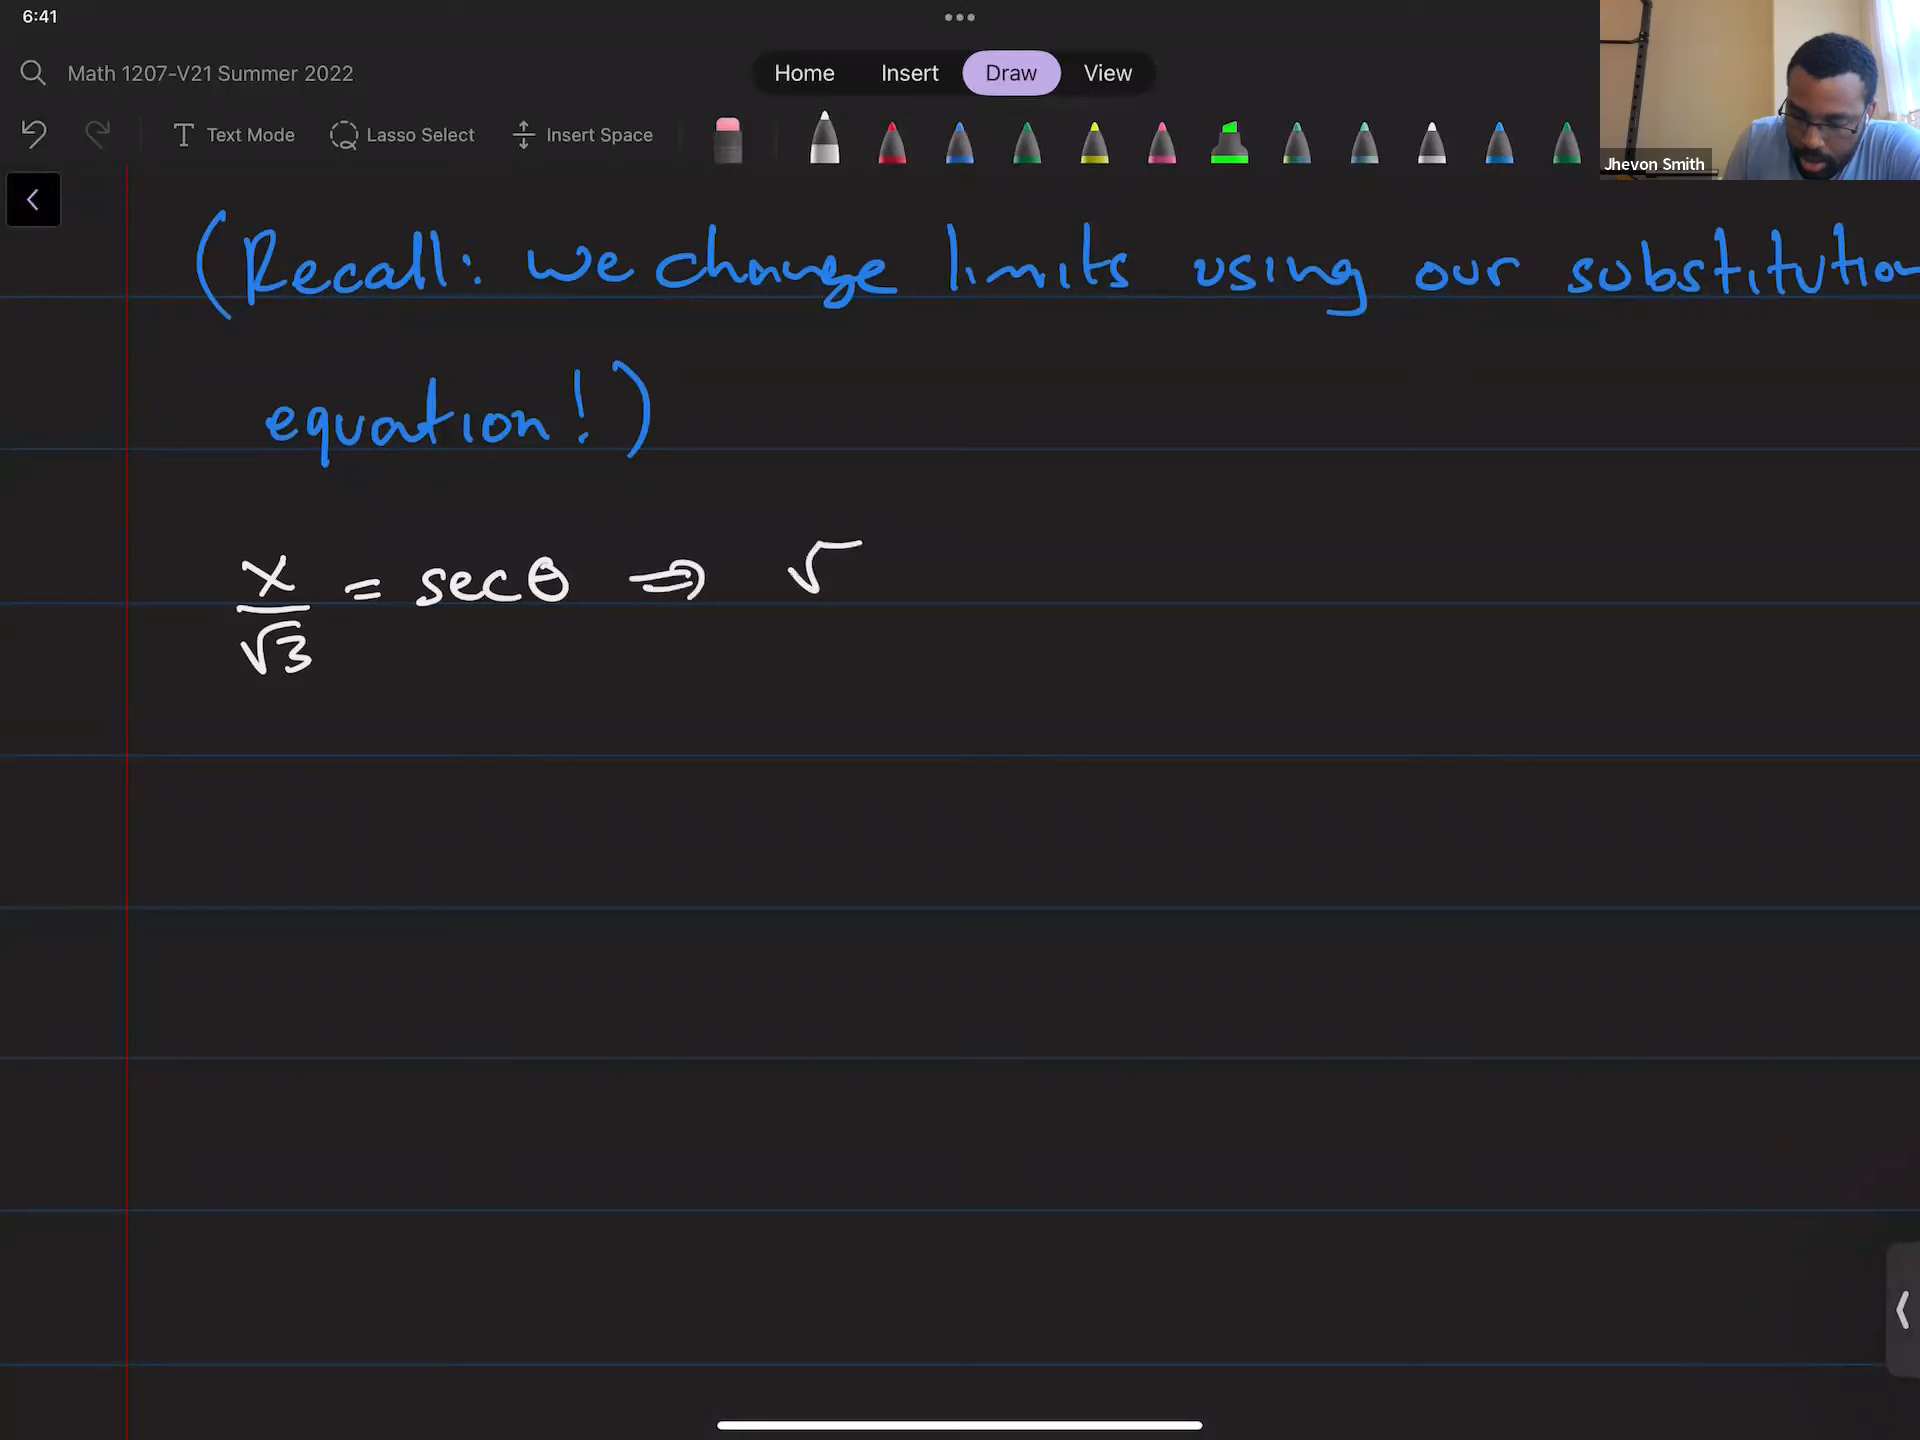 6:41
Math 1207-V21 Summer 2022
Home Insert Draw View
Text Mode Lasso Select Insert Space
Jhevon Smith
(Recall: we change limits using our substitution
equation!)
x/√3 = secθ ⇒ √